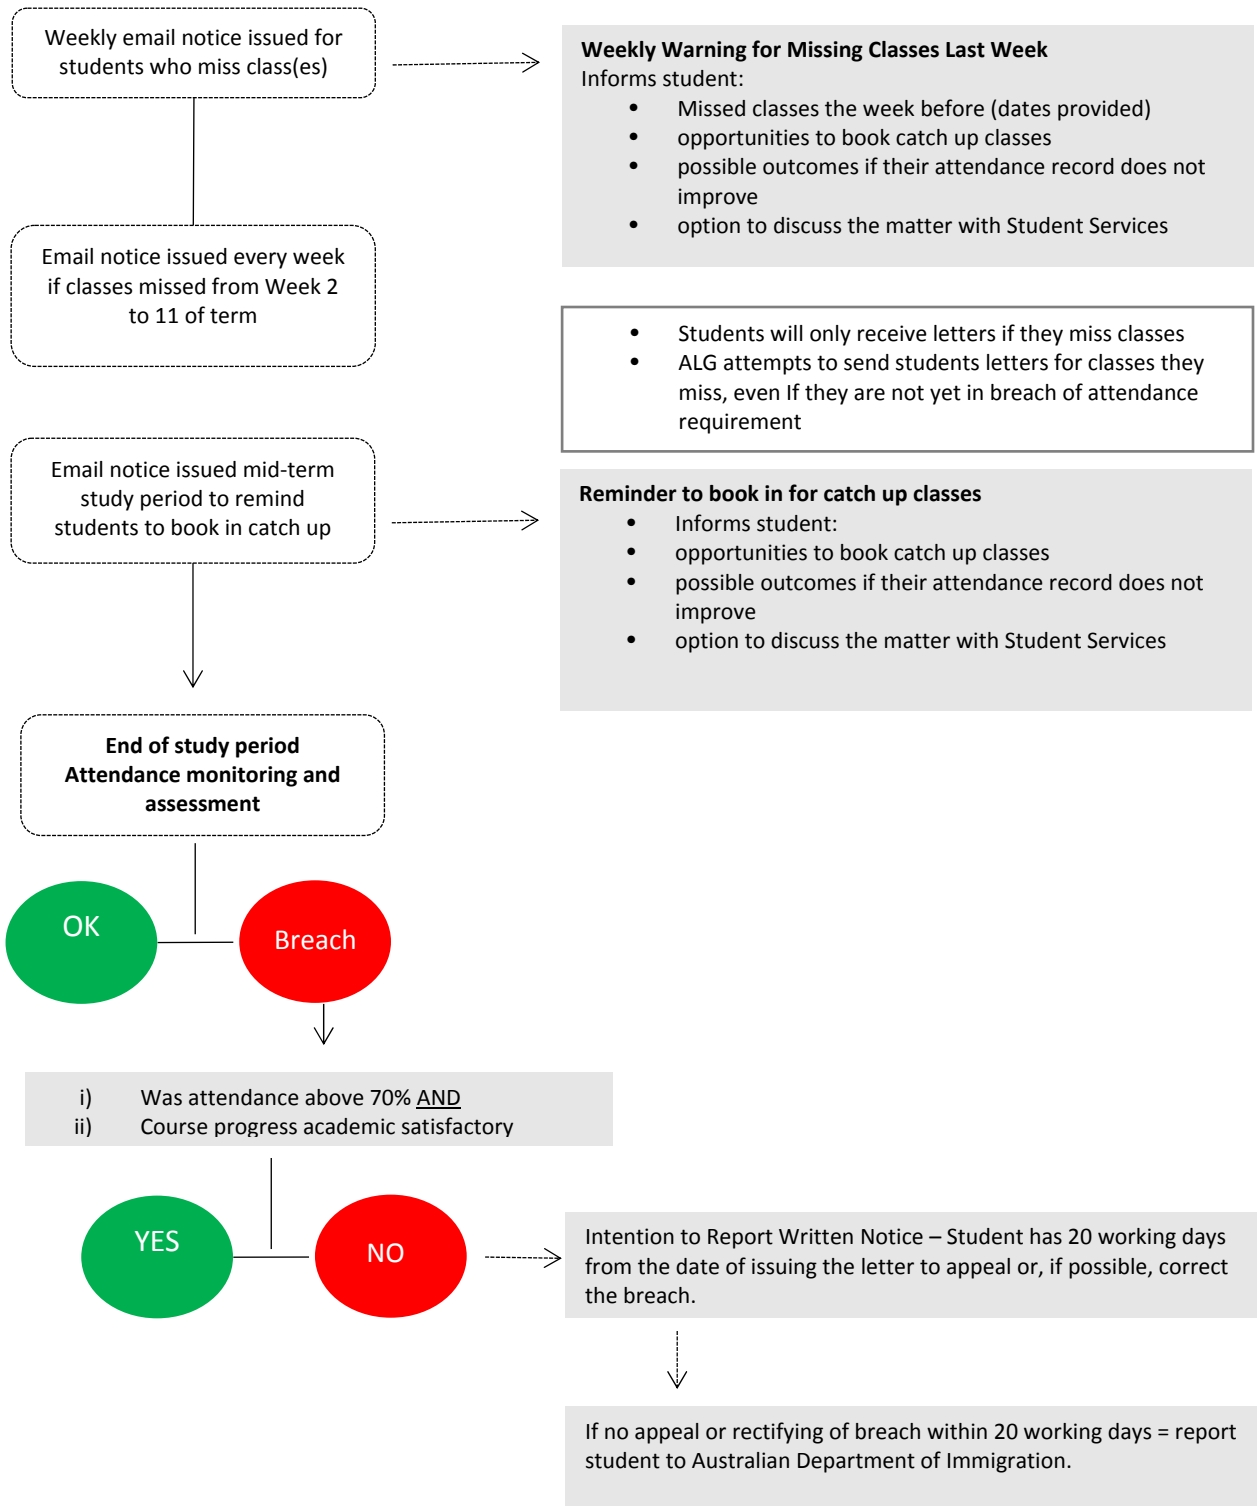 Weekly email notice issued for
students who miss class(es)
Weekly Warning for Missing Classes Last Week
Informs student:
• Missed classes the week before (dates provided)
• opportunities to book catch up classes
• possible outcomes if their attendance record does not
improve
• option to discuss the matter with Student Services
Email notice issued every week
if classes missed from Week 2
to 11 of term
• Students will only receive letters if they miss classes
• ALG attempts to send students letters for classes they
miss, even If they are not yet in breach of attendance
requirement
Email notice issued mid-term
study period to remind
students to book in catch up
Reminder to book in for catch up classes
• Informs student:
• opportunities to book catch up classes
• possible outcomes if their attendance record does not
improve
• option to discuss the matter with Student Services
End of study period
Attendance monitoring and
assessment
OK
Breach
i) Was attendance above 70% AND
ii) Course progress academic satisfactory
YES
NO
Intention to Report Written Notice – Student has 20 working days
from the date of issuing the letter to appeal or, if possible, correct
the breach.
If no appeal or rectifying of breach within 20 working days = report
student to Australian Department of Immigration.